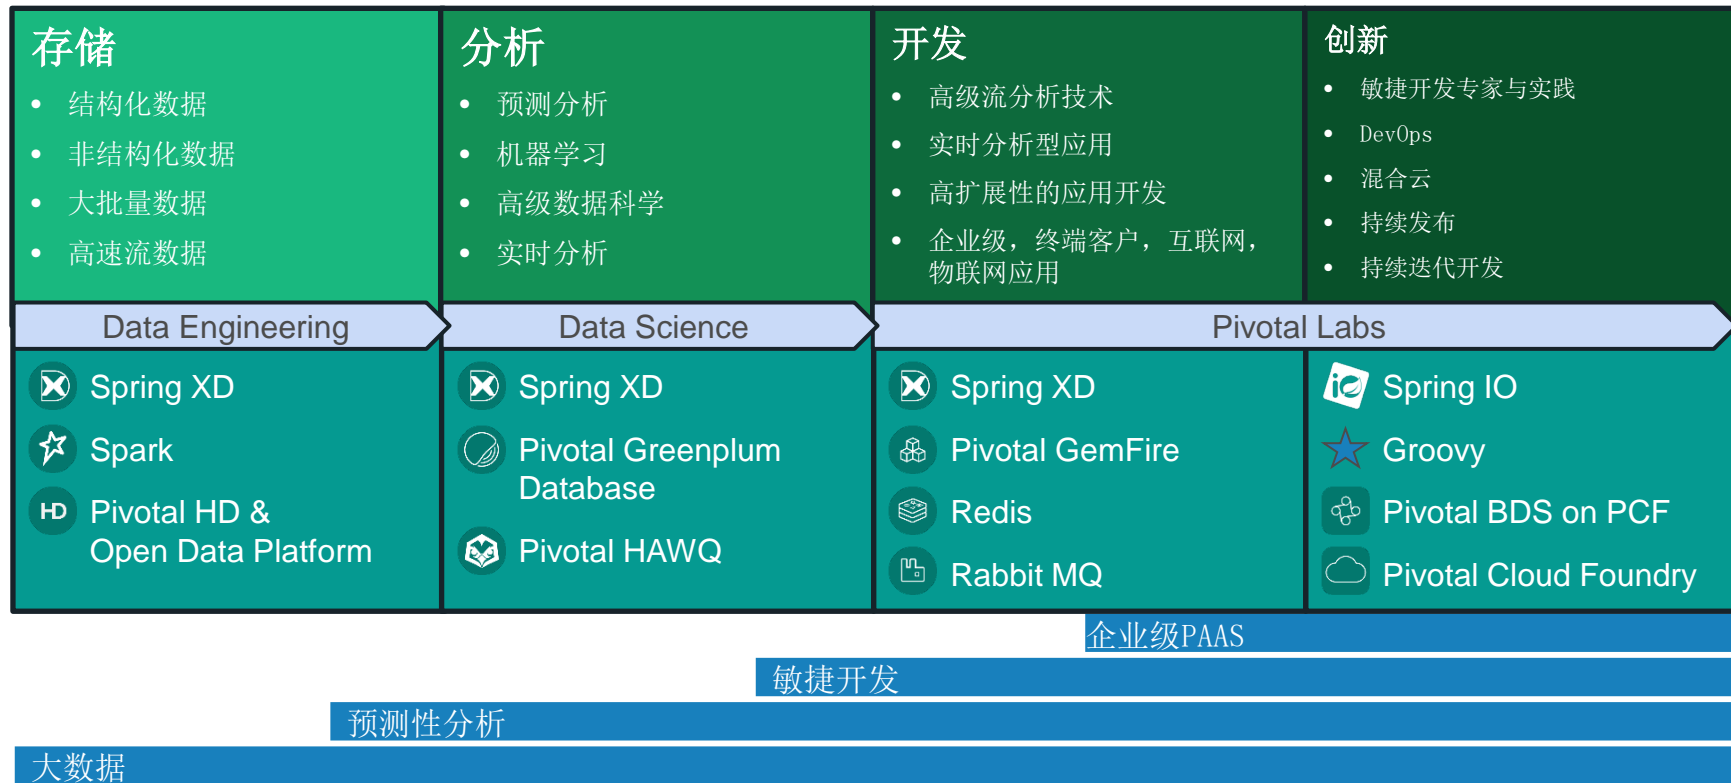 存储
• 结构化数据
• 非结构化数据
• 大批量数据
• 高速流数据
分析
• 预测分析
• 机器学习
• 高级数据科学
• 实时分析
开发
• 高级流分析技术
• 实时分析型应用
• 高扩展性的应用开发
• 企业级，终端客户，互联网，
物联网应用
创新
• 敏捷开发专家与实践
• DevOps
• 混合云
• 持续发布
• 持续迭代开发
Data Engineering
Data Science
Pivotal Labs
Spring XD
Spark
HD Pivotal HD &
Open Data Platform
Spring XD
Pivotal Greenplum
Database
Pivotal HAWQ
Spring XD
Pivotal GemFire
Redis
Rabbit MQ
io Spring IO
Groovy
Pivotal BDS on PCF
Pivotal Cloud Foundry
企业级PAAS
敏捷开发
预测性分析
大数据